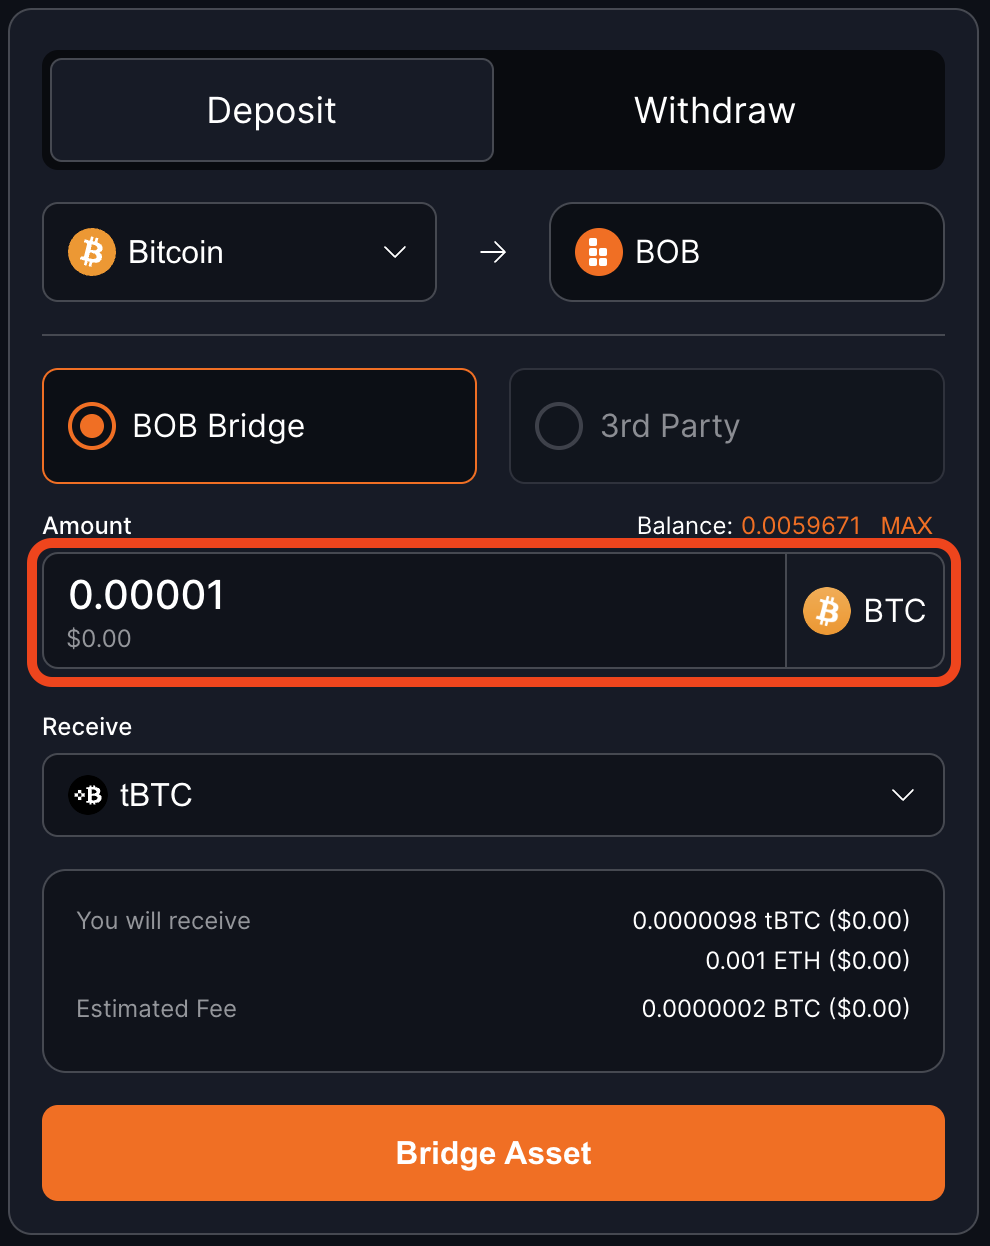 Deposit Withdraw
Bitcoin BOB
BOB Bridge 3rd Party
Amount Balance: 0.0059671 MAX
0.00001
$0.00
BTC
Receive
tBTC
You will receive 0.0000098 tBTC ($0.00)
0.001 ETH ($0.00)
Estimated Fee 0.0000002 BTC ($0.00)
Bridge Asset